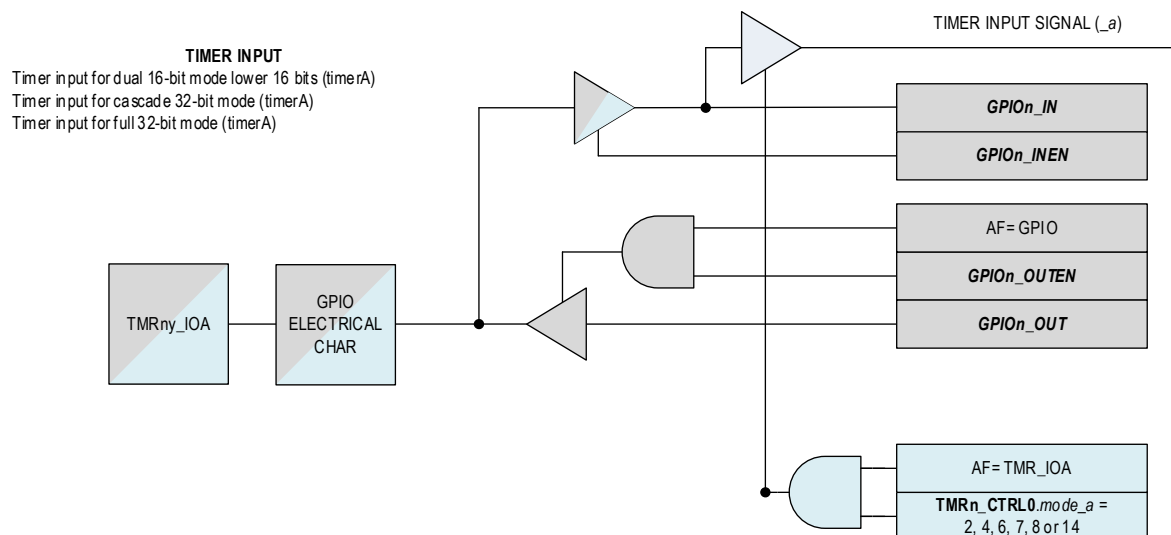 TIMER INPUT SIGNAL (_a)
TIMER INPUT
Timer input for dual 16-bit mode lower 16 bits (timerA)
Timer input for cascade 32-bit mode (timerA)
Timer input for full 32-bit mode (timerA)
GPIOn_IN
GPIOn_INEN
AF= GPIO
GPIOn_OUTEN
GPIOn_OUT
TMRny_IOA
GPIO
ELECTRICAL
CHAR
AF= TMR_IOA
TMRn_CTRL0.mode_a =
2, 4, 6, 7, 8 or 14